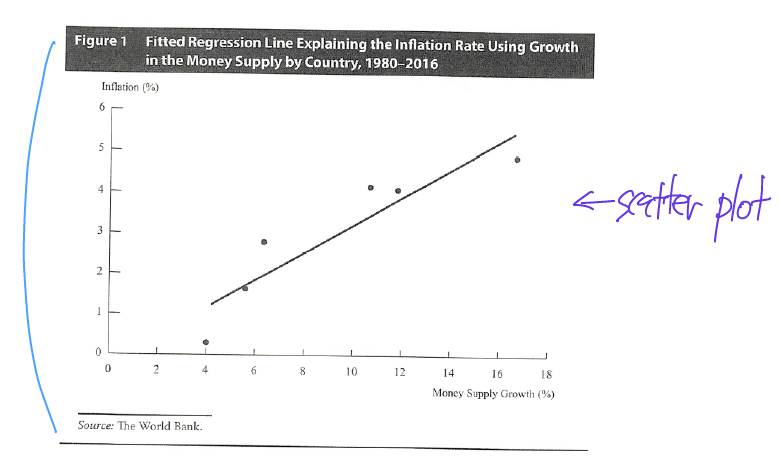 Figure 1 Fitted Regression Line Explaining the Inflation Rate Using Growth
in the Money Supply by Country, 1980–2016
Inflation (%)
6
5
4
3
2
1
0
0 2 4 6 8 10 12 14 16 18
Money Supply Growth (%)
← scatter plot
Source: The World Bank.